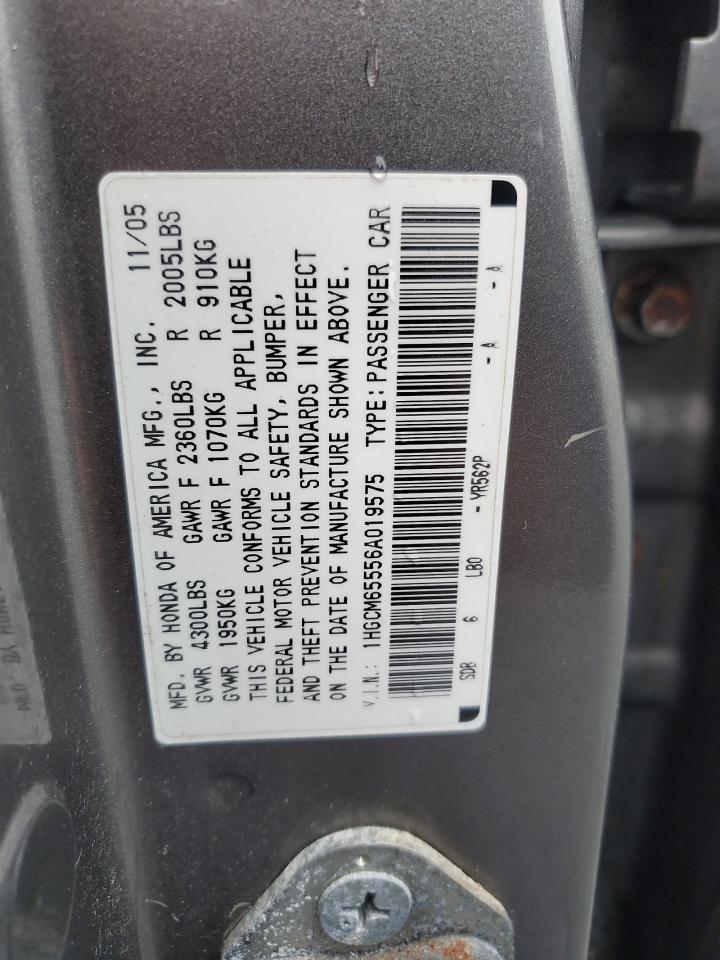 MFD. BY HONDA OF AMERICA MFG., INC. 11/05
GVWR 4300LBS GAWR F 2360LBS R 2005LBS
GVWR 1950KG GAWR F 1070KG R 910KG
THIS VEHICLE CONFORMS TO ALL APPLICABLE
FEDERAL MOTOR VEHICLE SAFETY, BUMPER,
AND THEFT PREVENTION STANDARDS IN EFFECT
ON THE DATE OF MANUFACTURE SHOWN ABOVE.
V.I.N.: 1HGCM65556A019575 TYPE: PASSENGER CAR
SDB 6 LBO - YR562P - A - A